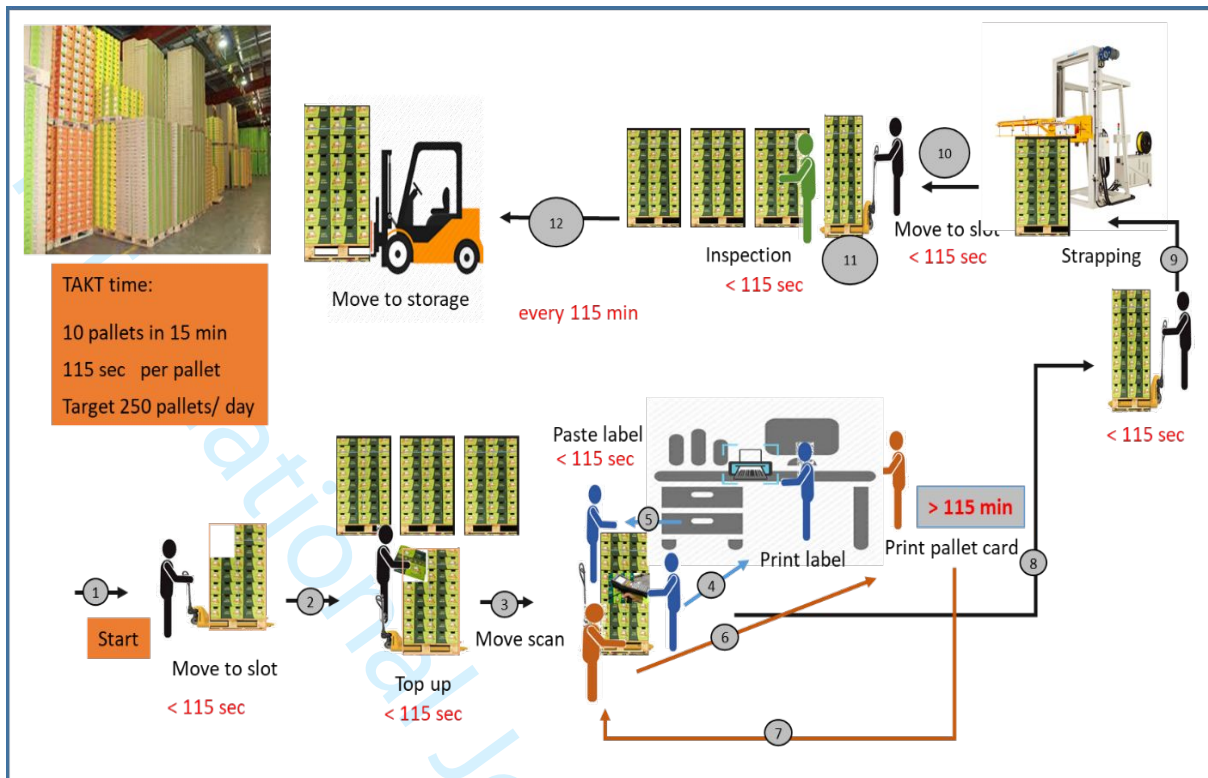 TAKT time:
10 pallets in 15 min
115 sec per pallet
Target 250 pallets/ day
Move to storage
12
every 115 min
Inspection
< 115 sec
11
10
Move to slot
< 115 sec
Strapping
9
< 115 sec
1
Start
Move to slot
< 115 sec
2
Top up
< 115 sec
3
Move scan
Paste label
< 115 sec
5
4
Print label
> 115 min
Print pallet card
6
7
8
national Jo